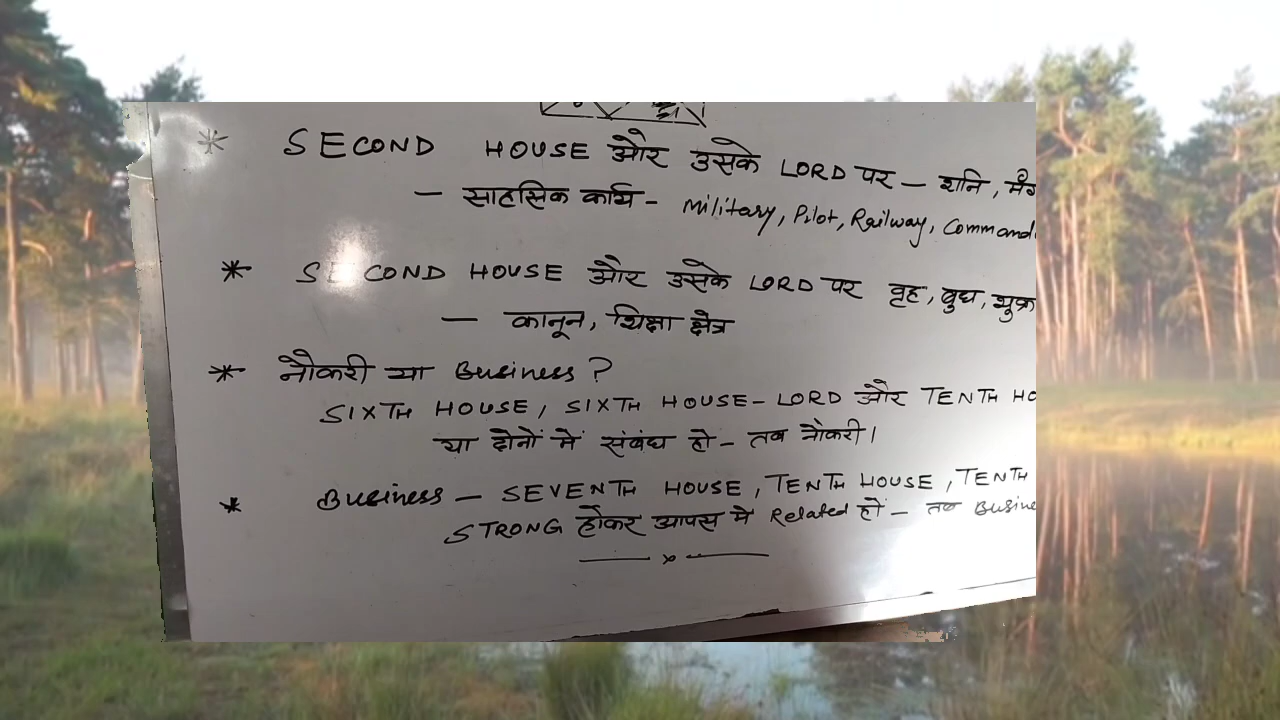 * SECOND HOUSE और उसके LORD पर – शनि,
– साहसिक कार्य - Military, Pilot, Railway,
* SECOND HOUSE और उसके LORD पर वृह, बुध, शुक्र
– कानून, शिक्षा क्षेत्र
* नौकरी या Business ?
SIXTH HOUSE, SIXTH HOUSE - LORD और TENTH
या दोनों में संबंध हो - तब नौकरी।
* Business – SEVENTH HOUSE, TENTH HOUSE, TENTH
STRONG होकर आपस मे Related हों – तब